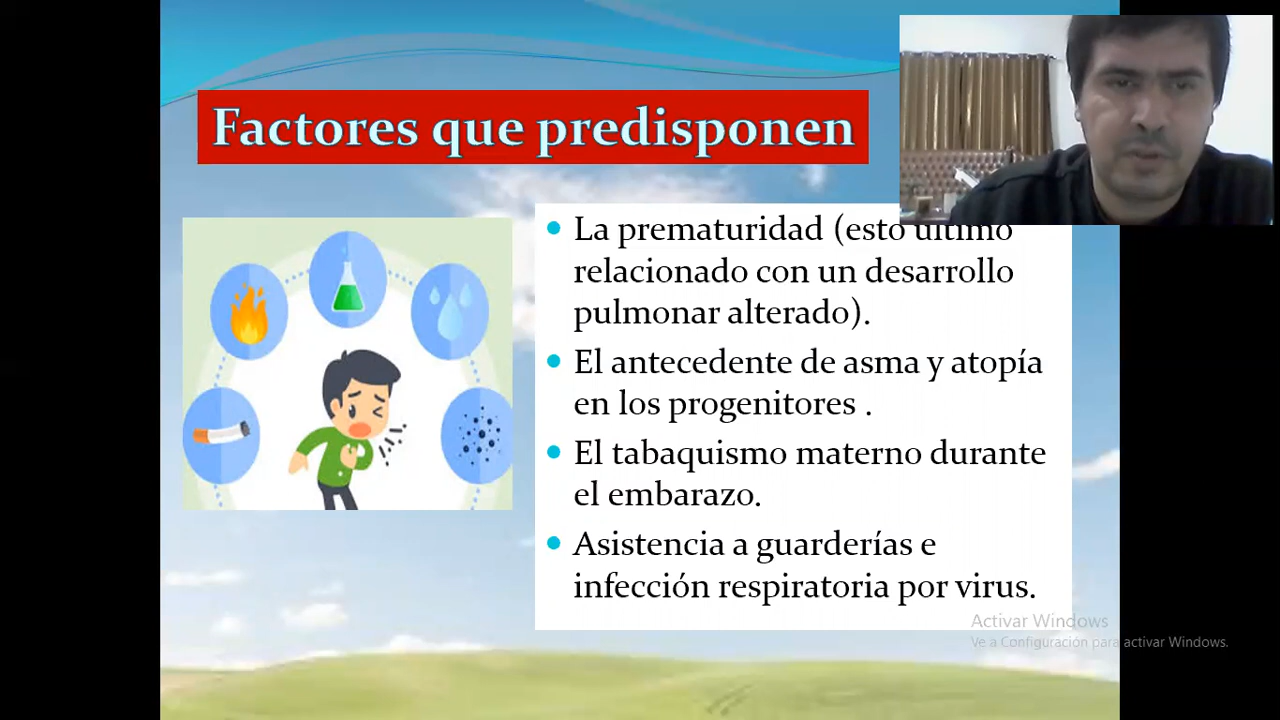 Factores que predisponen
La prematuridad (esto último
relacionado con un desarrollo
pulmonar alterado).
El antecedente de asma y atopía
en los progenitores .
El tabaquismo materno durante
el embarazo.
Asistencia a guarderías e
infección respiratoria por virus.
Activar Windows
Ve a Configuración para activar Windows.